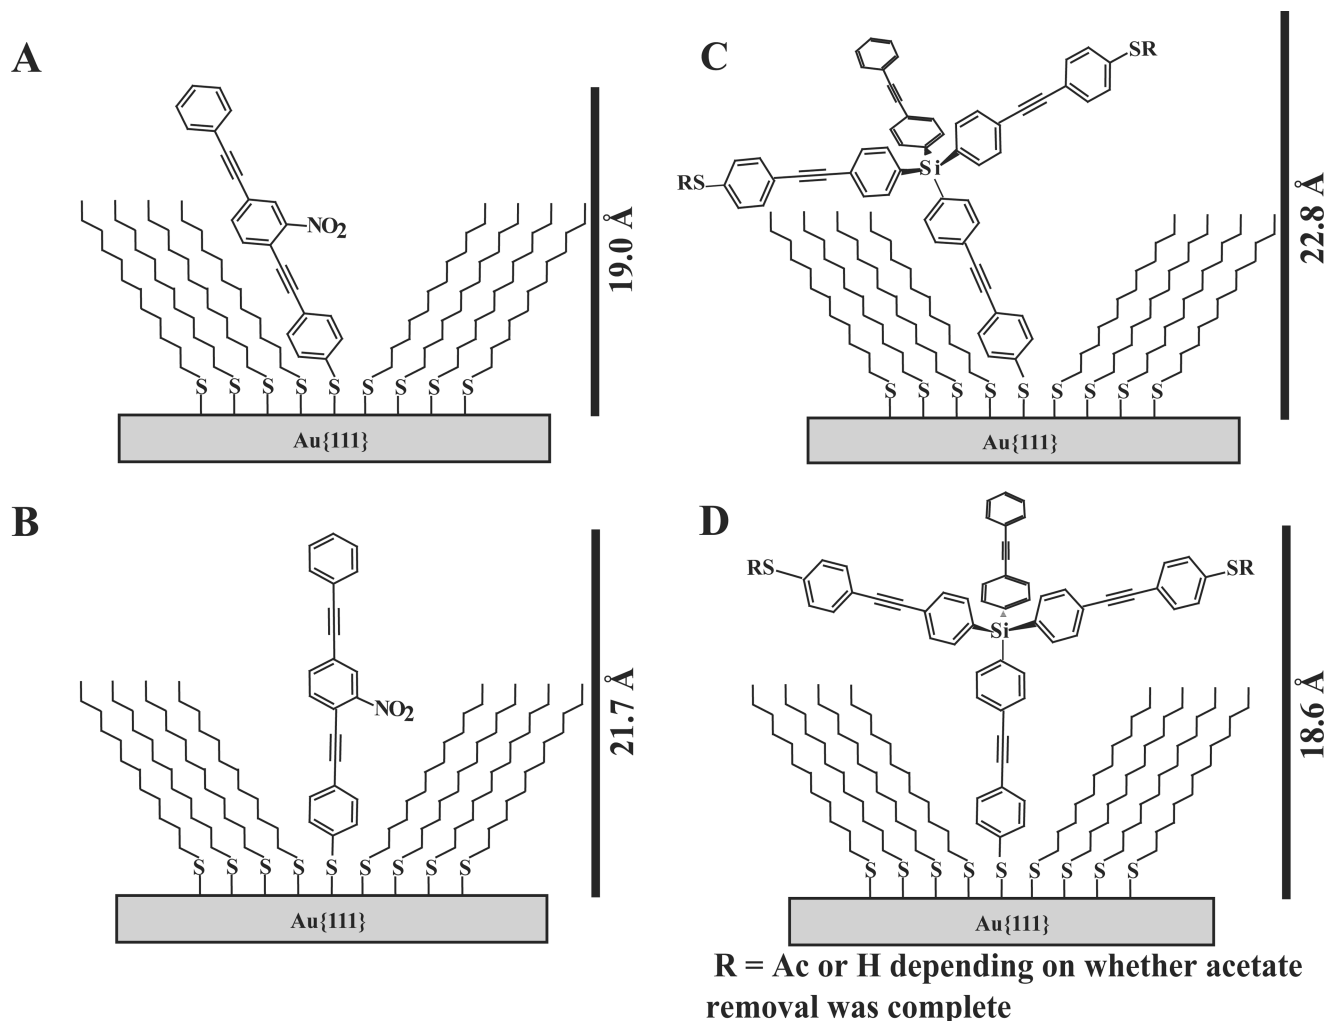 A
NO2
19.0 Å
S S S S S S S S S
Au{111}
B
NO2
21.7 Å
S S S S S S S S S
Au{111}
C
SR
RS
Si
22.8 Å
S S S S S S S S S
Au{111}
D
RS
SR
Si
18.6 Å
S S S S S S S S S
Au{111}
R = Ac or H depending on whether acetate
removal was complete